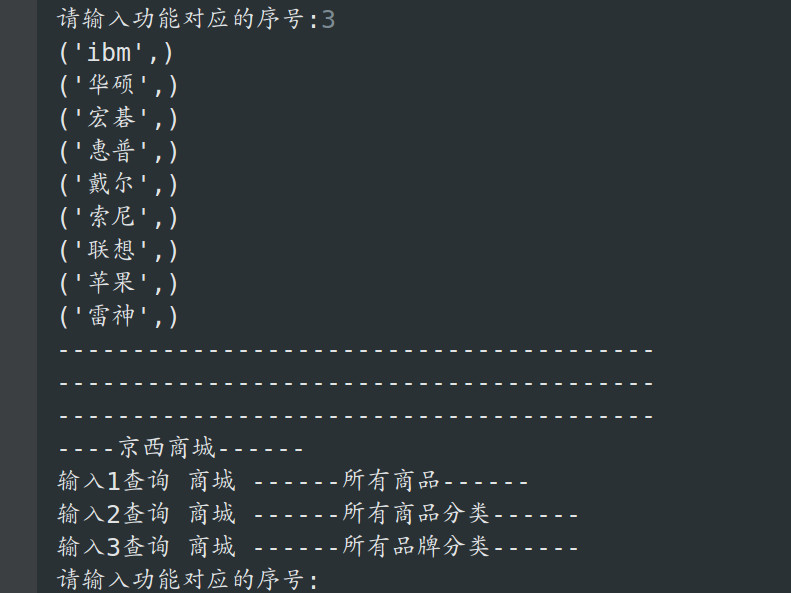 请输入功能对应的序号:3
('ibm',)
('华硕',)
('宏碁',)
('惠普',)
('戴尔',)
('索尼',)
('联想',)
('苹果',)
('雷神',)
----------------------------------------
----------------------------------------
----------------------------------------
----京西商城------
输入1查询 商城 ------所有商品------
输入2查询 商城 ------所有商品分类------
输入3查询 商城 ------所有品牌分类------
请输入功能对应的序号: